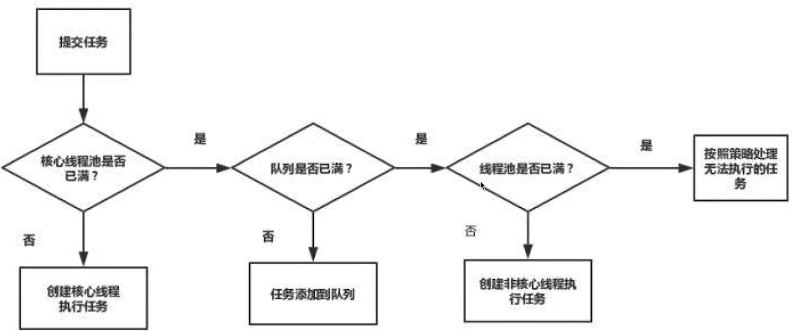 提交任务
核心线程池是否
已满？
是
队列是否已满？
是
线程池是否已满？
是
按照策略处理
无法执行的任
务
否
创建核心线程
执行任务
否
任务添加到队列
否
创建非核心线程执
行任务